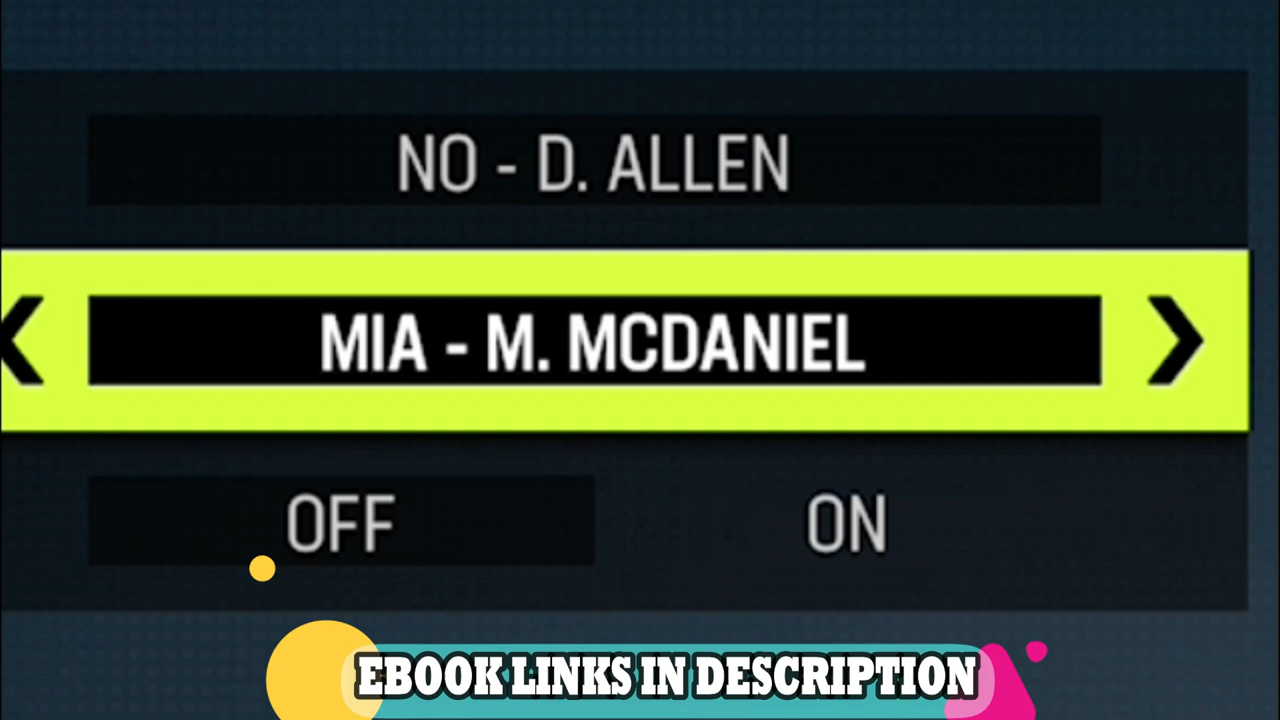 NO - D. ALLEN
MIA - M. MCDANIEL
OFF ON
EBOOK LINKS IN DESCRIPTION